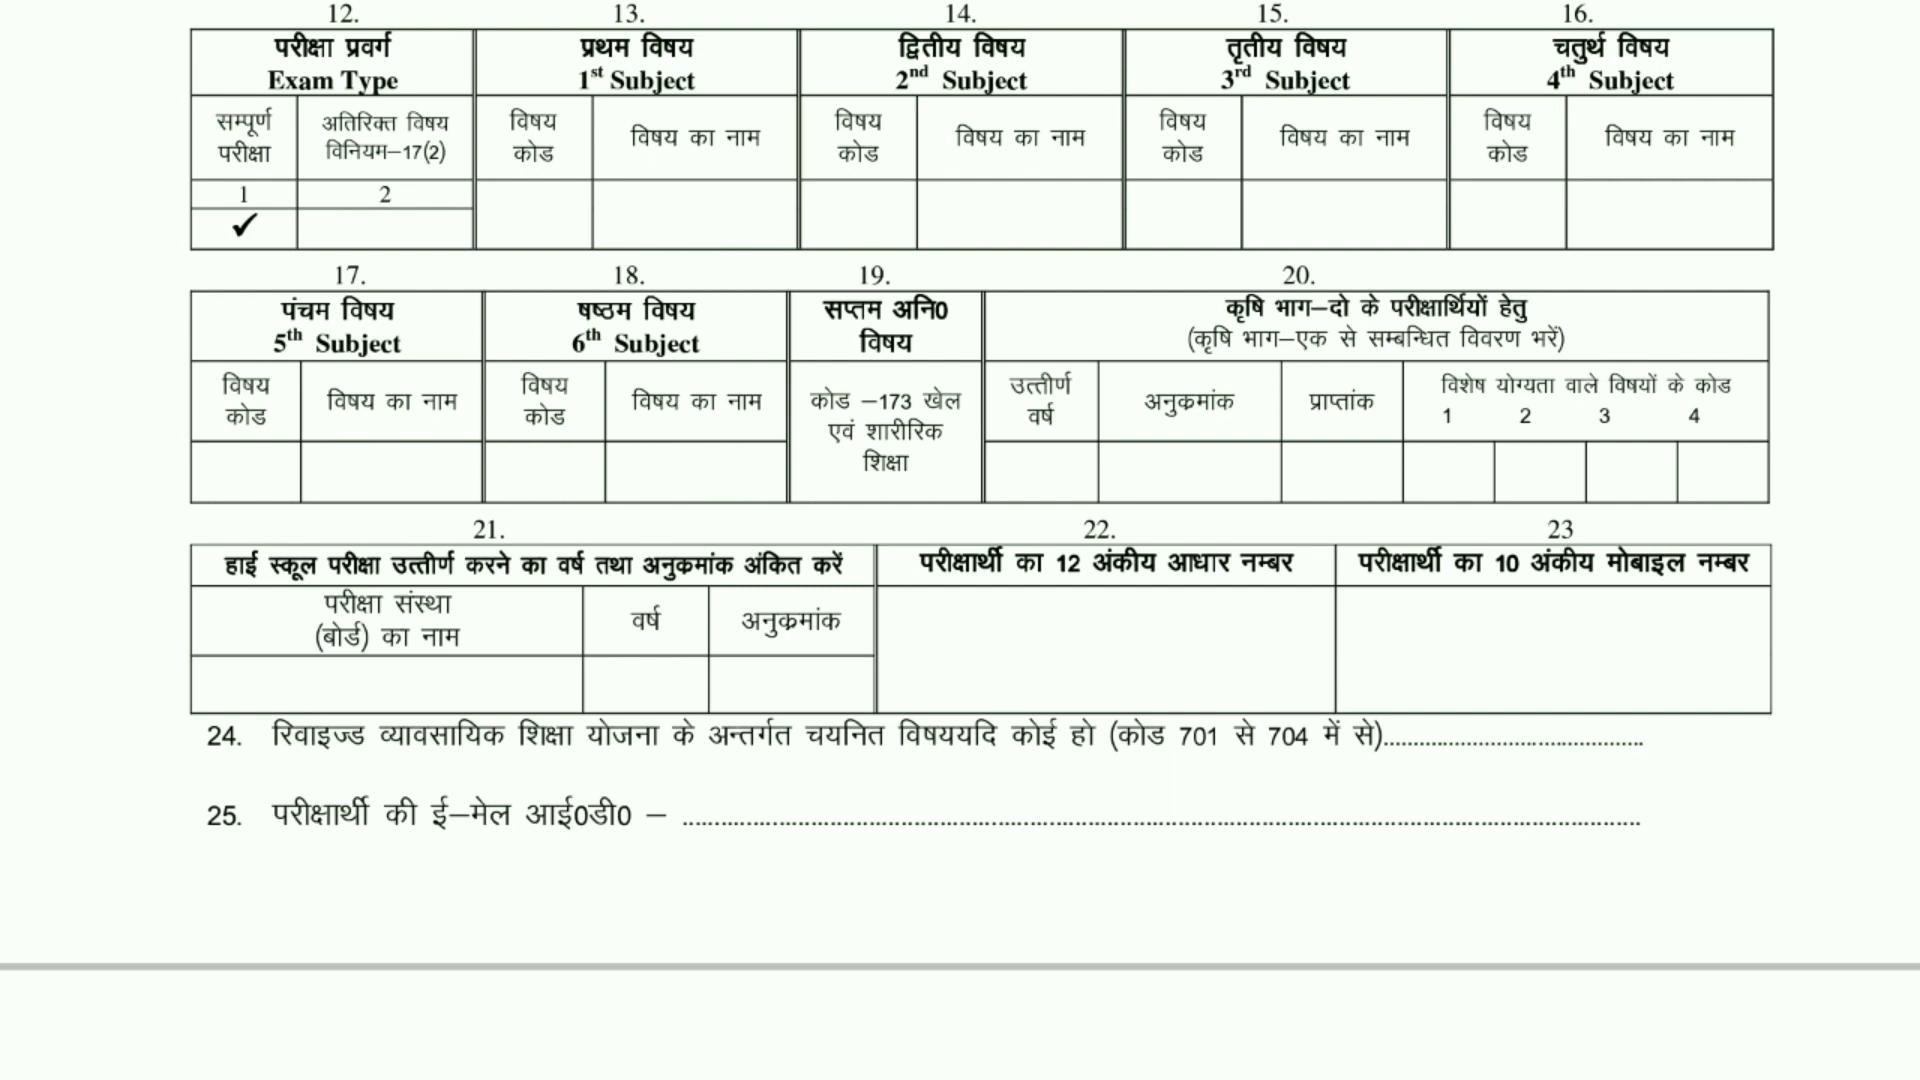 12. 13. 14. 15. 16.
परीक्षा प्रवर्ग प्रथम विषय द्वितीय विषय तृतीय विषय चतुर्थ विषय
Exam Type 1st Subject 2nd Subject 3rd Subject 4th Subject
सम्पूर्ण परीक्षा
अतिरिक्त विषय विनियम–17(2)
विषय कोड
विषय का नाम
विषय कोड
विषय का नाम
विषय कोड
विषय का नाम
विषय कोड
विषय का नाम
1 2
✓
17. 18. 19. 20.
पंचम विषय
5th Subject
षष्ठम विषय
6th Subject
सप्तम अनि0
विषय
कृषि भाग–दो के परीक्षार्थियों हेतु
(कृषि भाग–एक से सम्बन्धित विवरण भरें)
विषय कोड
विषय का नाम
विषय कोड
विषय का नाम
कोड –173 खेल
एवं शारीरिक
शिक्षा
उत्तीर्ण वर्ष
अनुक्रमांक
प्राप्तांक
विशेष योग्यता वाले विषयों के कोड
1 2 3 4
21. 22. 23
हाई स्कूल परीक्षा उत्तीर्ण करने का वर्ष तथा अनुक्रमांक अंकित करें
परीक्षार्थी का 12 अंकीय आधार नम्बर
परीक्षार्थी का 10 अंकीय मोबाइल नम्बर
परीक्षा संस्था
(बोर्ड) का नाम
वर्ष
अनुक्रमांक
24. रिवाइज्ड व्यावसायिक शिक्षा योजना के अन्तर्गत चयनित विषययदि कोई हो (कोड 701 से 704 में से)..........................................
25. परीक्षार्थी की ई–मेल आई0डी0 – ....................................................................................................